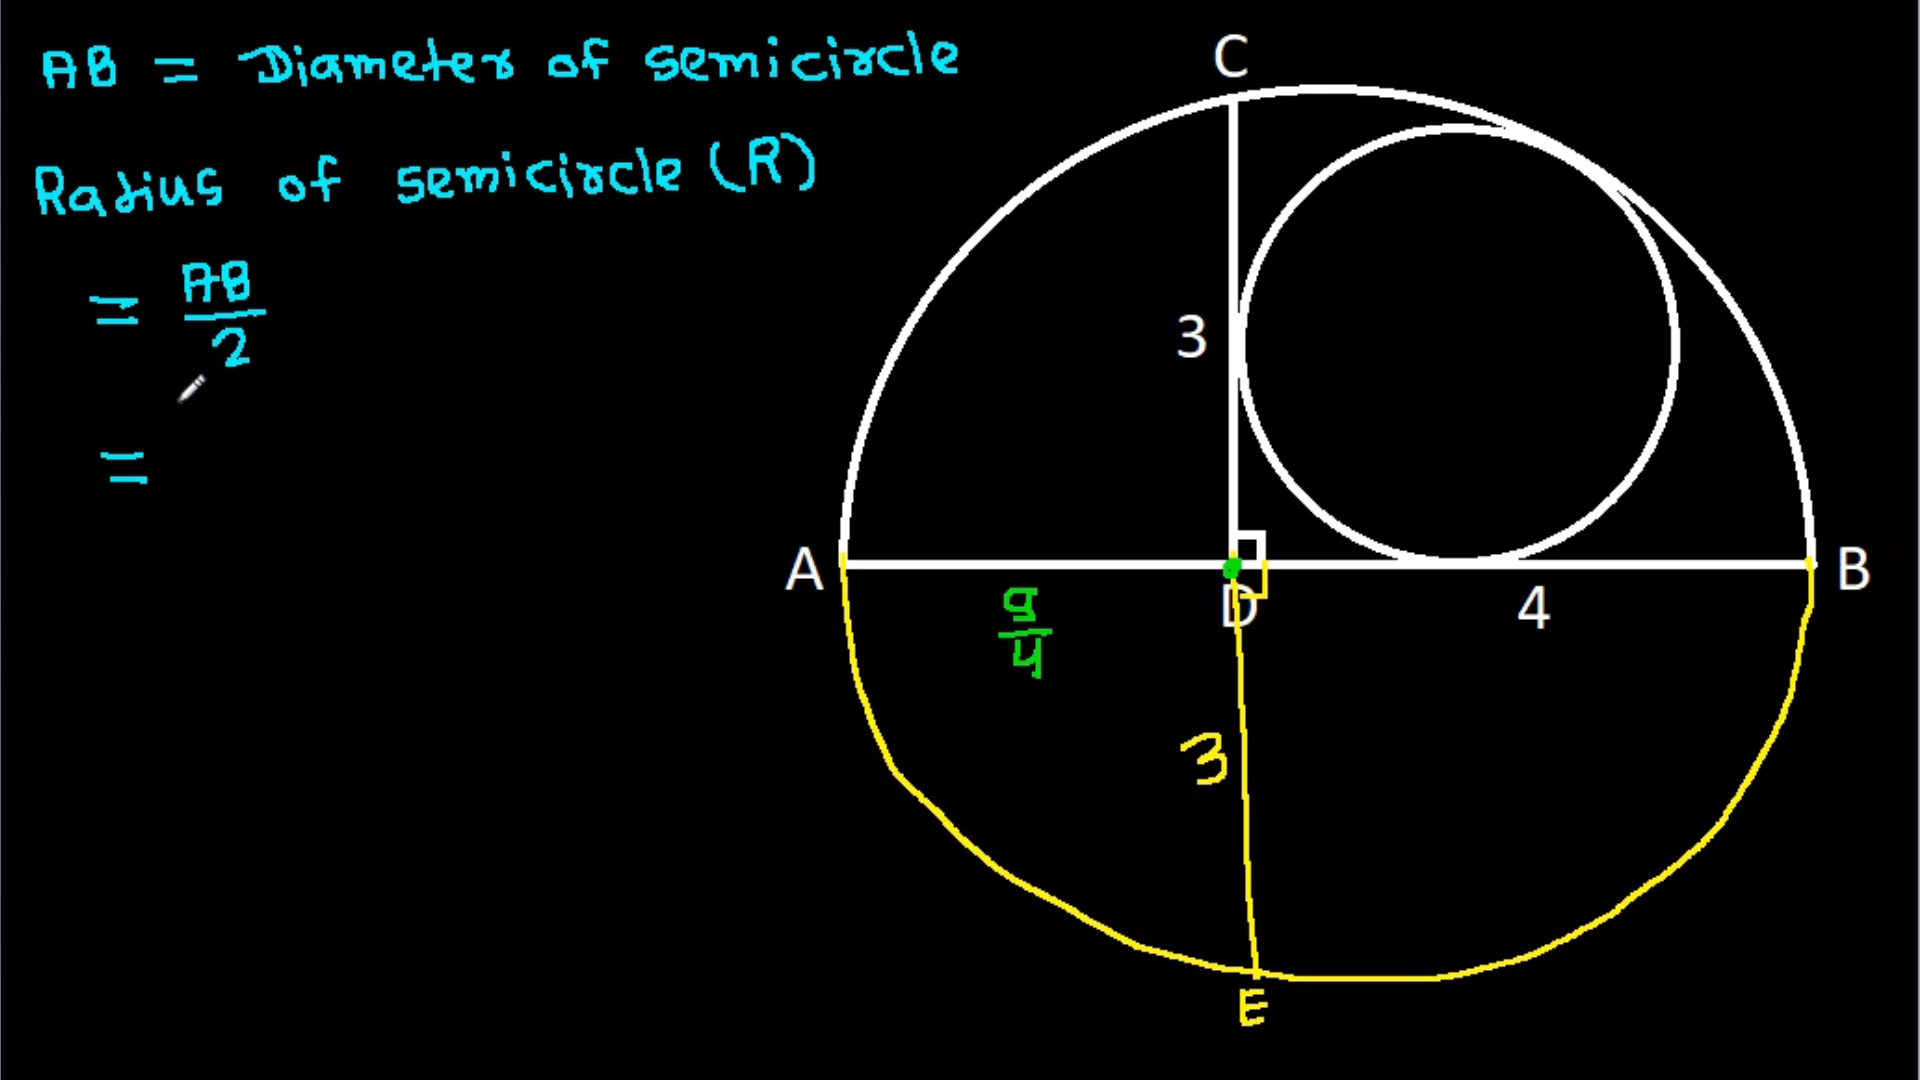 AB = Diameter of semicircle
Radius of semicircle (R)
= AB/2
=
C
3
A
D
B
4
9/4
3
E